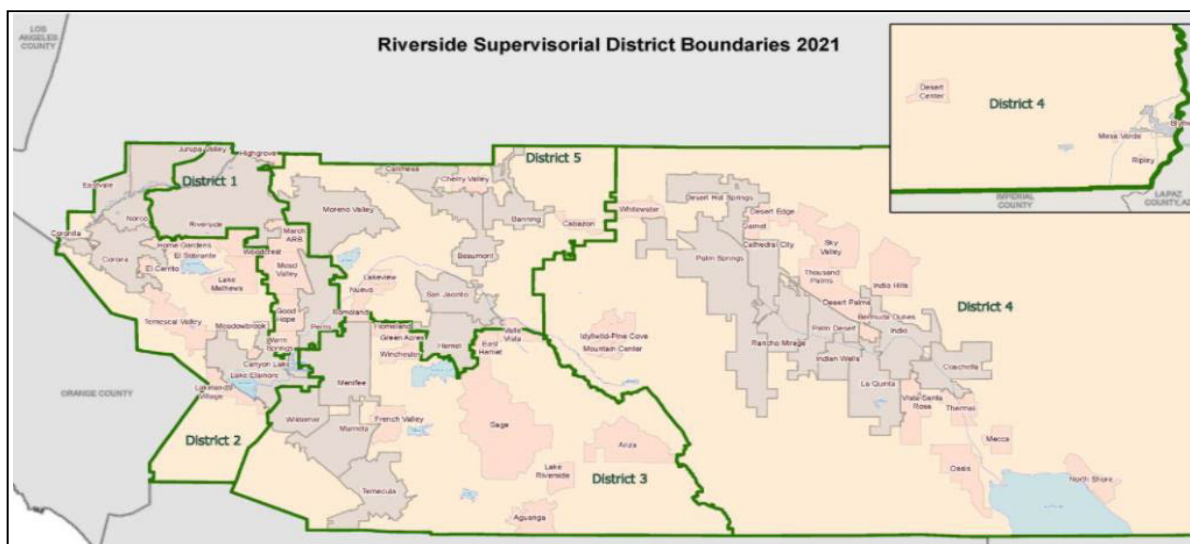 LOS
ANGELES
COUNTY
Riverside Supervisorial District Boundaries 2021
Desert
Center
District 4
Mesa Verde
Ripley
IMPERIAL
COUNTY
LA PAZ
COUNTY, AZ
Jurupa Valley
Highgrove
District 1
Eastvale
Norco
Riverside
Coronita
Corona
Home Gardens
El Sobrante
El Cerrito
Lake
Mathews
Woodcrest
March
ARB
Mead
Valley
Good
Hope
Temescal Valley
Meadowbrook
Warm
Springs
Perris
Canyon Lake
Lake Elsinore
Lakeland
Village
ORANGE COUNTY
District 2
District 5
Calimesa
Cherry Valley
Moreno Valley
Banning
Cabazon
Beaumont
Lakeview
Nuevo
San Jacinto
Romoland
Homeland
Green Acres
Winchester
Hemet
East
Hemet
Valle
Vista
Menifee
Wildomar
Murrieta
French Valley
Sage
Temecula
Lake
Riverside
Anza
District 3
Aguanga
Idyllwild-Pine Cove
Mountain Center
Whitewater
Desert Hot Springs
Desert Edge
Garnet
Cathedral City
Palm Springs
Sky
Valley
Thousand
Palms
Indio Hills
Desert Palms
Bermuda Dunes
District 4
Palm Desert
Indio
Rancho Mirage
Indian Wells
Coachella
La Quinta
Vista Santa
Rosa
Thermal
Mecca
Oasis
North Shore